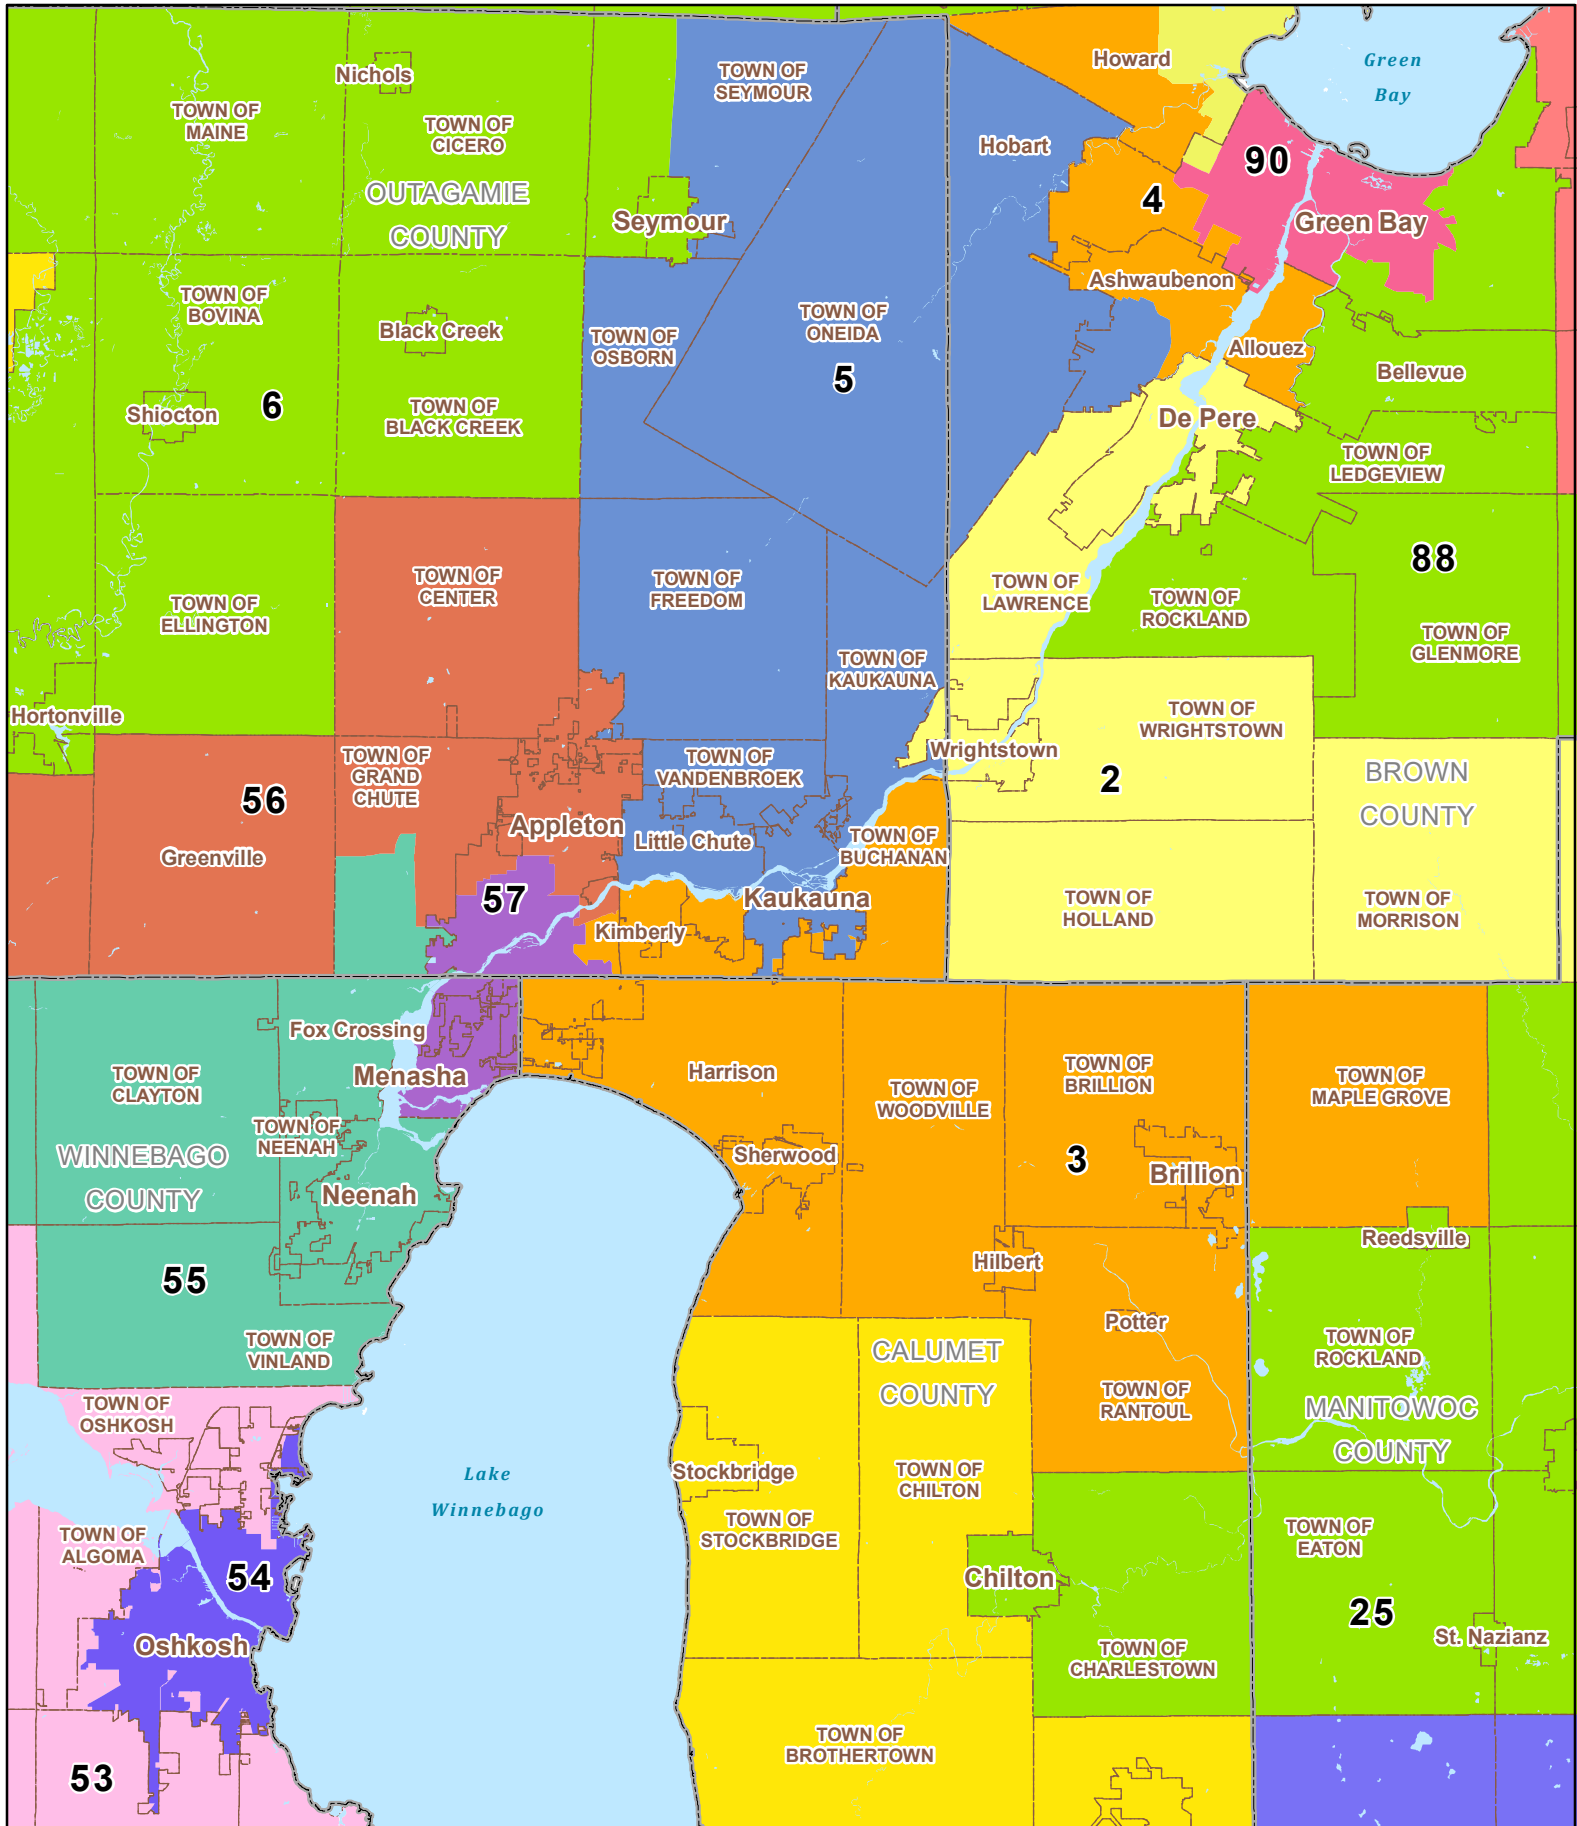 Green
Bay
Howard
TOWN OF
SEYMOUR
Nichols
TOWN OF
MAINE
TOWN OF
CICERO
Hobart
90
OUTAGAMIE
COUNTY
4
Seymour
Green Bay
Ashwaubenon
TOWN OF
BOVINA
Black Creek
TOWN OF
OSBORN
TOWN OF
ONEIDA
5
Allouez
Bellevue
6
Shiocton
TOWN OF
BLACK CREEK
De Pere
TOWN OF
LEDGEVIEW
88
TOWN OF
CENTER
TOWN OF
FREEDOM
TOWN OF
LAWRENCE
TOWN OF
ROCKLAND
TOWN OF
ELLINGTON
TOWN OF
GLENMORE
TOWN OF
KAUKAUNA
Hortonville
TOWN OF
WRIGHTSTOWN
Wrightstown
TOWN OF
GRAND
CHUTE
TOWN OF
VANDENBROEK
2
BROWN
COUNTY
56
Appleton
Little Chute
TOWN OF
BUCHANAN
Greenville
57
Kaukauna
TOWN OF
HOLLAND
TOWN OF
MORRISON
Kimberly
Fox Crossing
Menasha
Harrison
TOWN OF
BRILLION
TOWN OF
MAPLE GROVE
TOWN OF
CLAYTON
TOWN OF
WOODVILLE
TOWN OF
NEENAH
WINNEBAGO
COUNTY
Sherwood
3
Brillion
Neenah
Reedsville
Hilbert
55
Potter
TOWN OF
VINLAND
CALUMET
COUNTY
TOWN OF
ROCKLAND
TOWN OF
RANTOUL
MANITOWOC
COUNTY
TOWN OF
OSHKOSH
Lake
Winnebago
Stockbridge
TOWN OF
CHILTON
TOWN OF
STOCKBRIDGE
TOWN OF
EATON
TOWN OF
ALGOMA
54
Chilton
25
Oshkosh
St. Nazianz
TOWN OF
CHARLESTOWN
TOWN OF
BROTHERTOWN
53